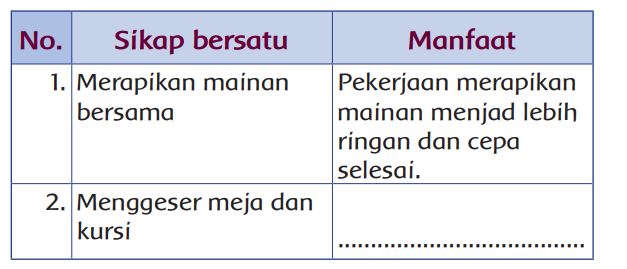 No. Sikap bersatu Manfaat
1. Merapikan mainan
bersama
Pekerjaan merapikan
mainan menjad lebih
ringan dan cepa
selesai.
2. Menggeser meja dan
kursi
.....................................